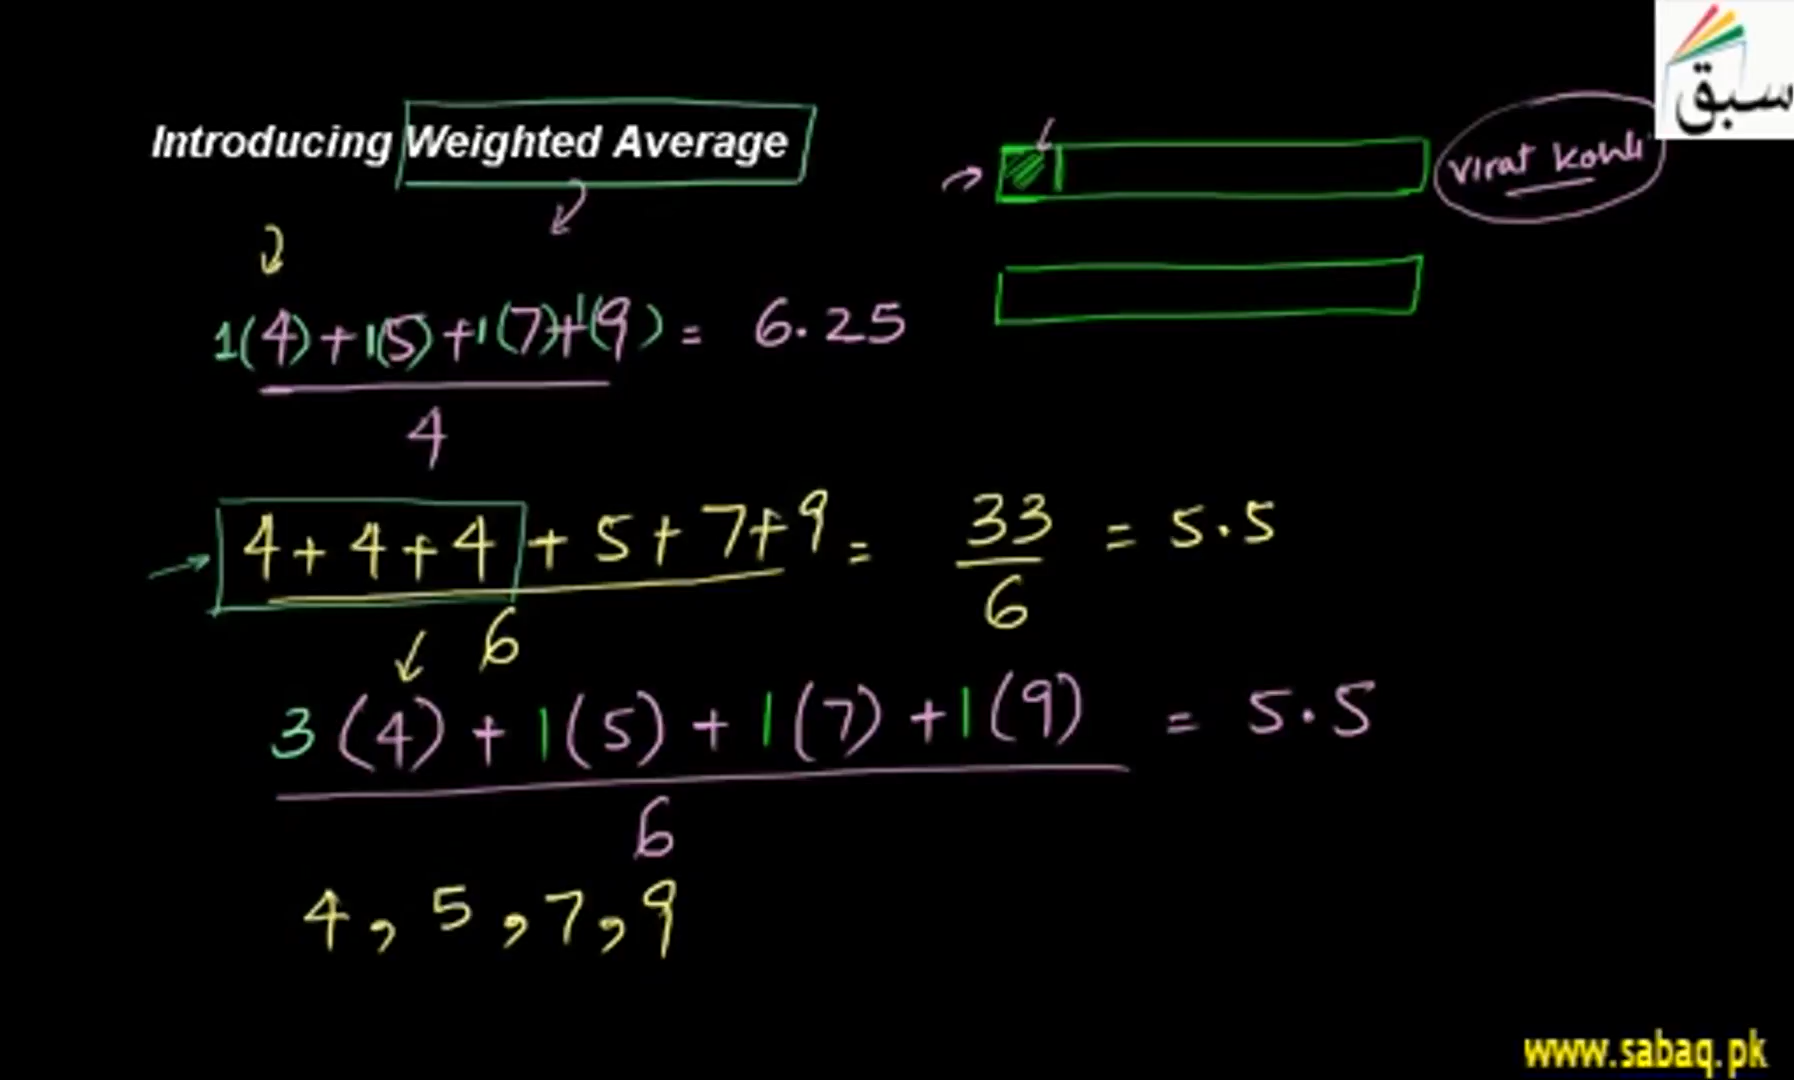 سبق
Introducing Weighted Average
Virat Kohli
1(4)+1(5)+1(7)+1(9) = 6.25
4
4+4+4+5+7+9 = 33 = 5.5
6 6
3(4)+1(5)+1(7)+1(9) = 5.5
6
4, 5, 7, 9
www.sabaq.pk